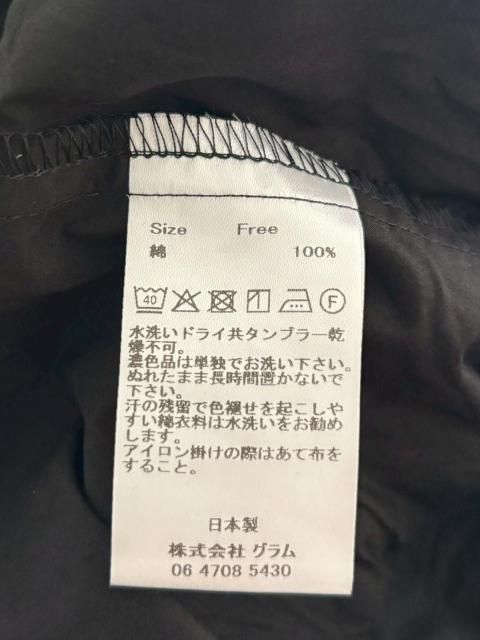 Size Free
綿 100%
40 F
水洗いドライ共タンブラー乾
燥不可。
濃色品は単独でお洗い下さい。
ぬれたまま長時間置かないで
下さい。
汗の残留で色褪せを起こしや
すい綿衣料は水洗いをお勧め
します。
アイロン掛けの際はあて布を
すること。
日本製
株式会社 グラム
06 4708 5430